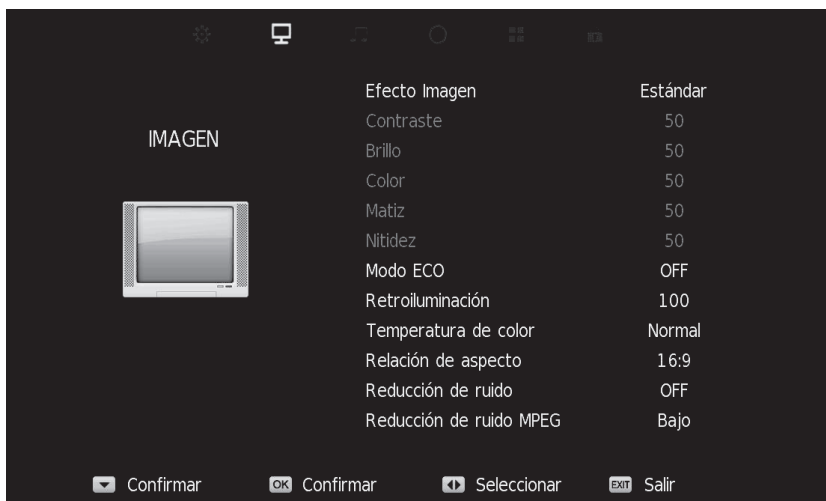 IMAGEN
Efecto Imagen Estándar
Contraste 50
Brillo 50
Color 50
Matiz 50
Nitidez 50
Modo ECO OFF
Retroiluminación 100
Temperatura de color Normal
Relación de aspecto 16:9
Reducción de ruido OFF
Reducción de ruido MPEG Bajo
Confirmar OK Confirmar Seleccionar EXIT Salir